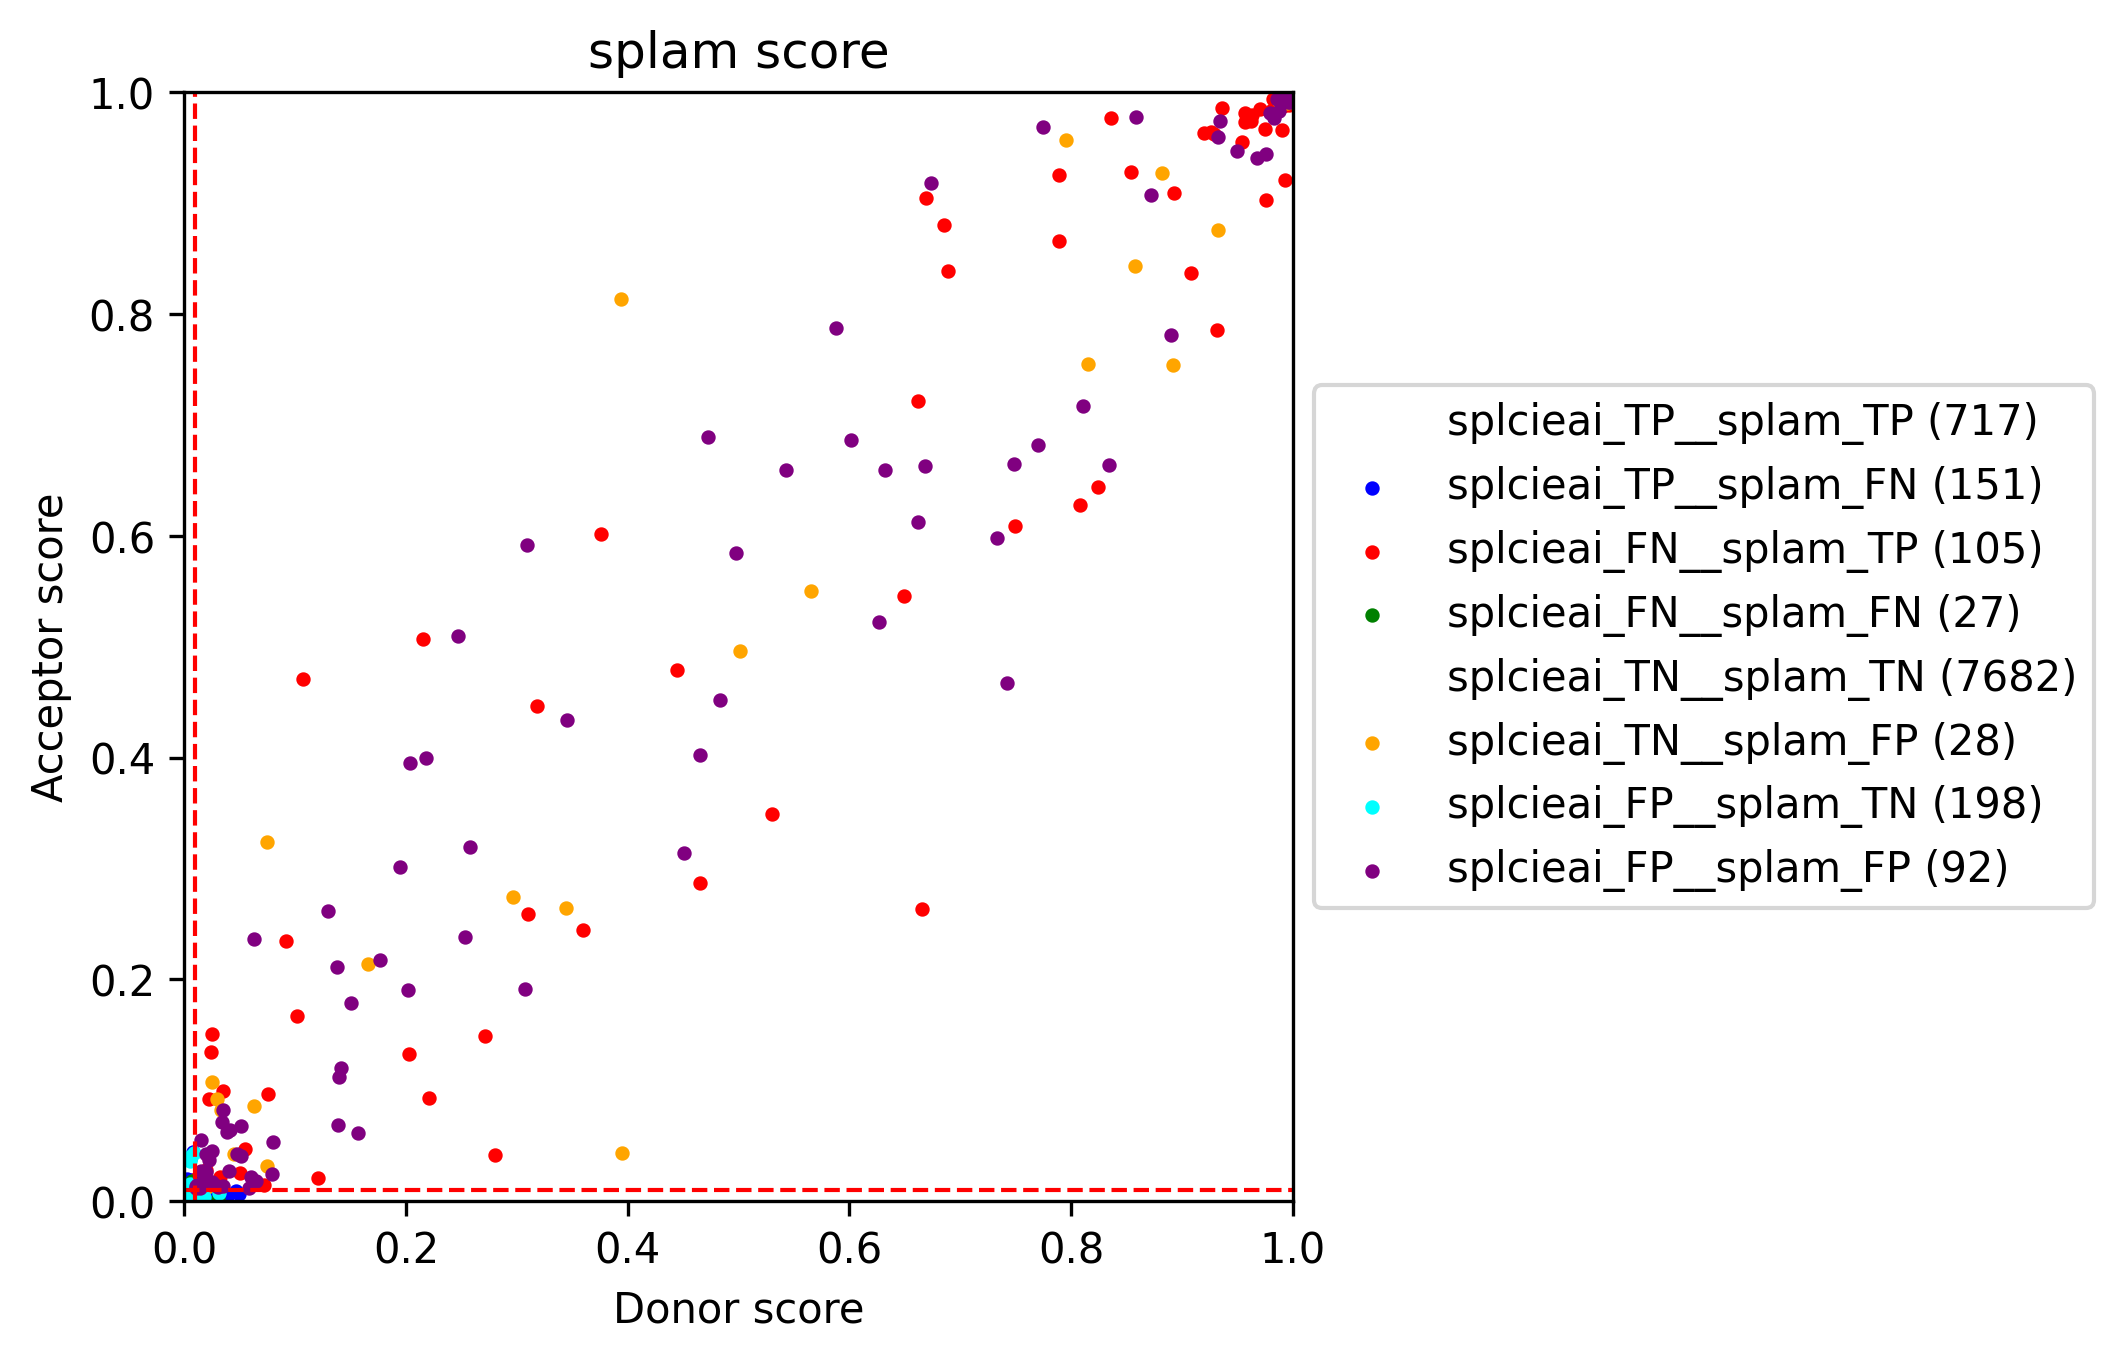 splam score
Acceptor score
1.0
0.8
0.6
0.4
0.2
0.0
0.0 0.2 0.4 0.6 0.8 1.0
Donor score
splcieai_TP__splam_TP (717)
splcieai_TP__splam_FN (151)
splcieai_FN__splam_TP (105)
splcieai_FN__splam_FN (27)
splcieai_TN__splam_TN (7682)
splcieai_TN__splam_FP (28)
splcieai_FP__splam_TN (198)
splcieai_FP__splam_FP (92)